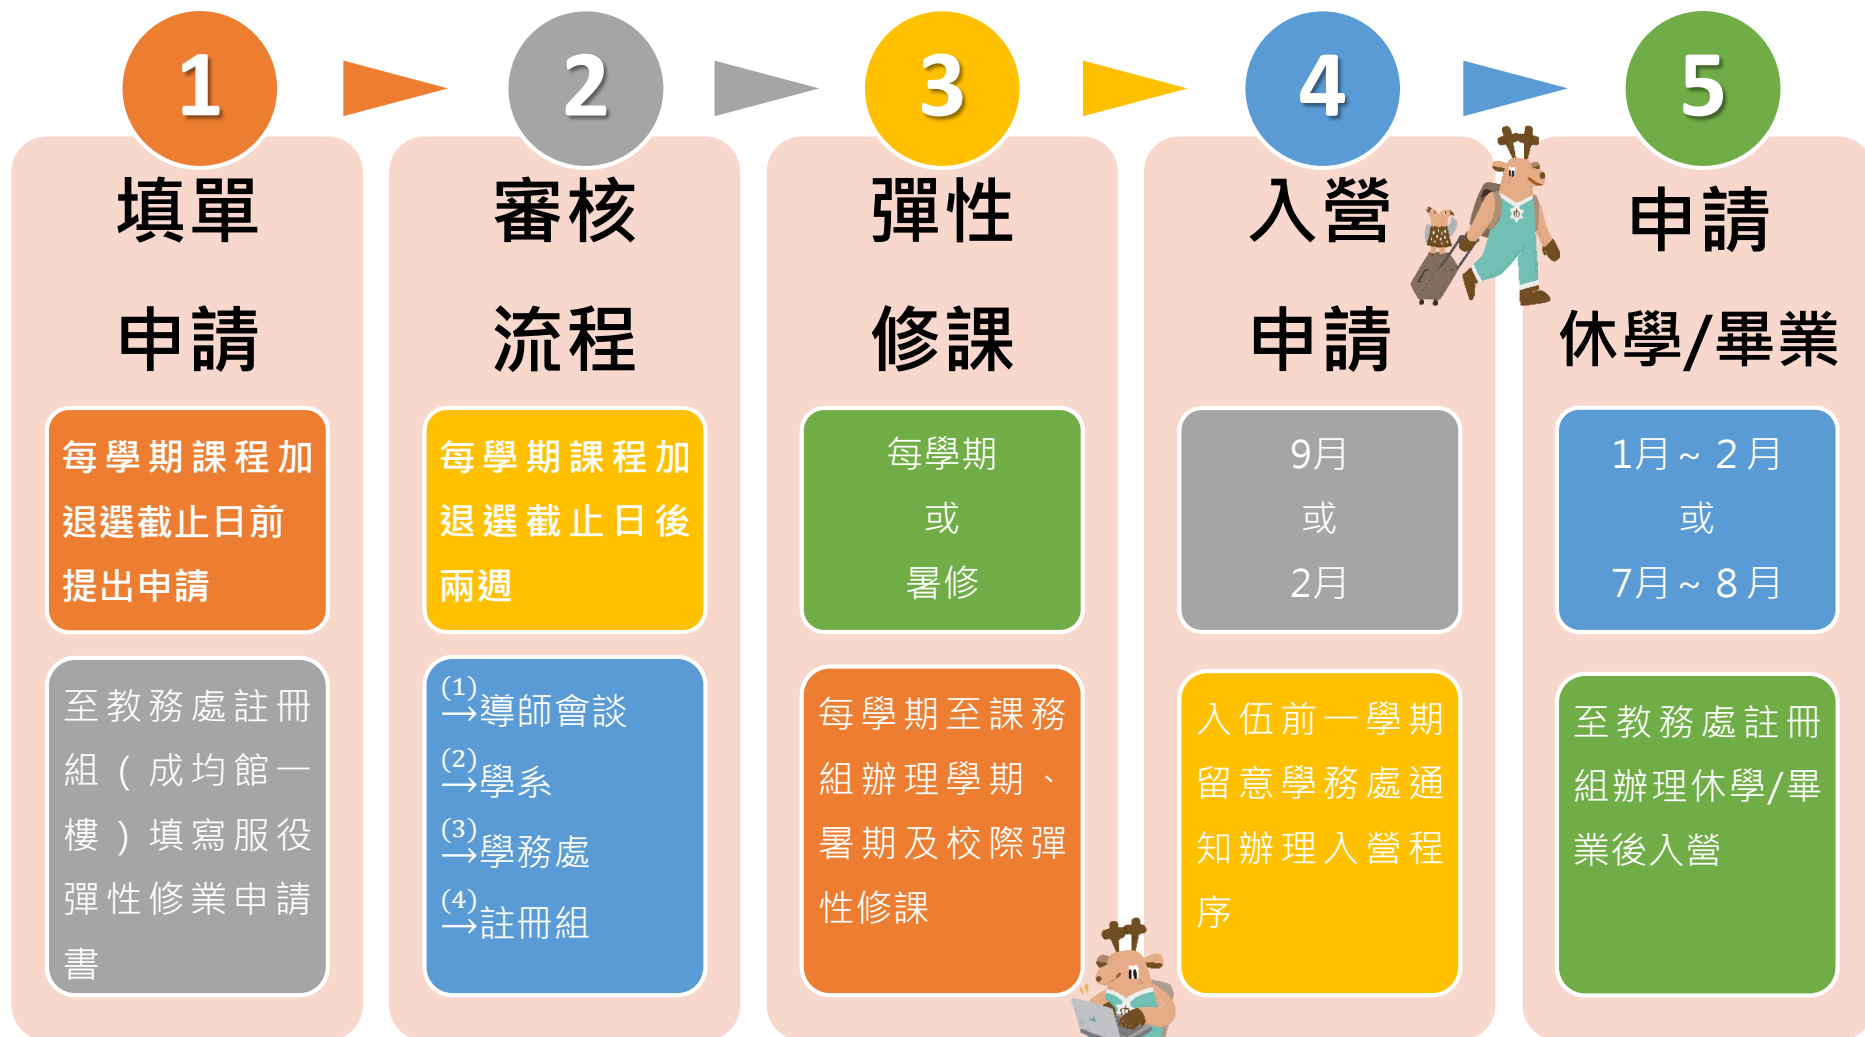 1
填單
申請
每學期課程加
退選截止日前
提出申請
至教務處註冊
組(成均館一
樓)填寫服役
彈性修業申請
書
2
審核
流程
每學期課程加
退選截止日後
兩週
(1)→導師會談
(2)→學系
(3)→學務處
(4)→註冊組
3
彈性
修課
每學期
或
暑修
每學期至課務
組辦理學期、
暑期及校際彈
性修課
4
入營
申請
9月
或
2月
入伍前一學期
留意學務處通
知辦理入營程
序
5
申請
休學/畢業
1月~2月
或
7月~8月
至教務處註冊
組辦理休學/畢
業後入營